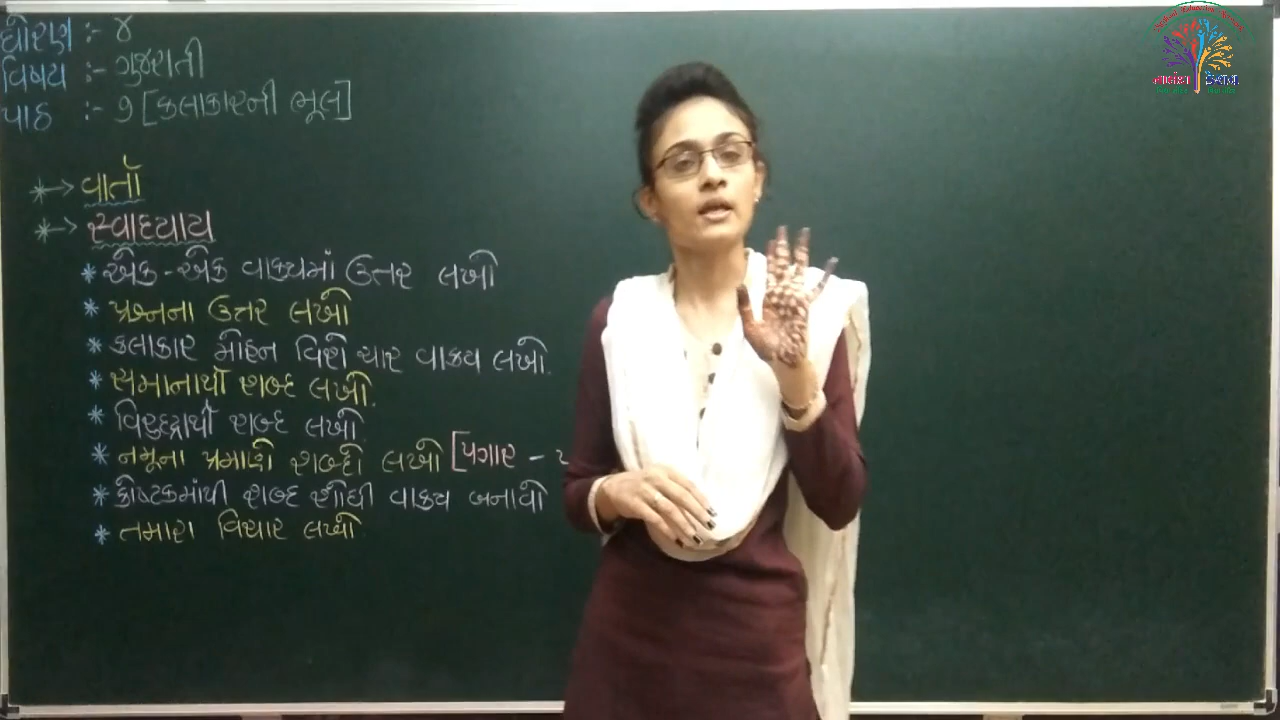 ધોરણ :- ૪
વિષય :- ગુજરાતી
પાઠ :- ૭ [કલાકારની ભૂલ]
*→ વાર્તા
*→ સ્વાધ્યાય
* એક-એક વાક્યમાં ઉત્તર લખો
* પ્રશ્નના ઉત્તર લખો
* કલાકાર મોહન વિશે ચાર વાક્ય લખો.
* સમાનાર્થી શબ્દ લખો.
* વિરુદ્ધાર્થી શબ્દ લખો.
* નમૂના પ્રમાણે શબ્દો લખો [પગાર -
* કોષ્ટકમાંથી શબ્દ શોધી વાક્ય બનાવો
* તમારા વિચાર લખો.